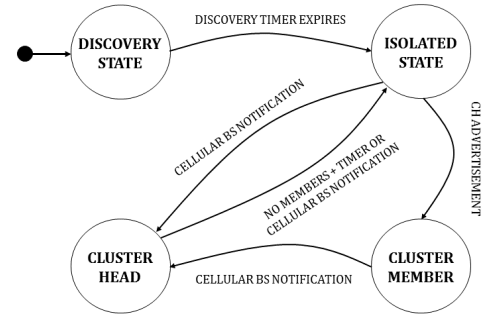 DISCOVERY TIMER EXPIRES
DISCOVERY
STATE
ISOLATED
STATE
CELLULAR BS NOTIFICATION
CH ADVERTISEMENT
NO MEMBERS + TIMER OR
CELLULAR BS NOTIFICATION
CLUSTER
HEAD
CLUSTER
MEMBER
CELLULAR BS NOTIFICATION